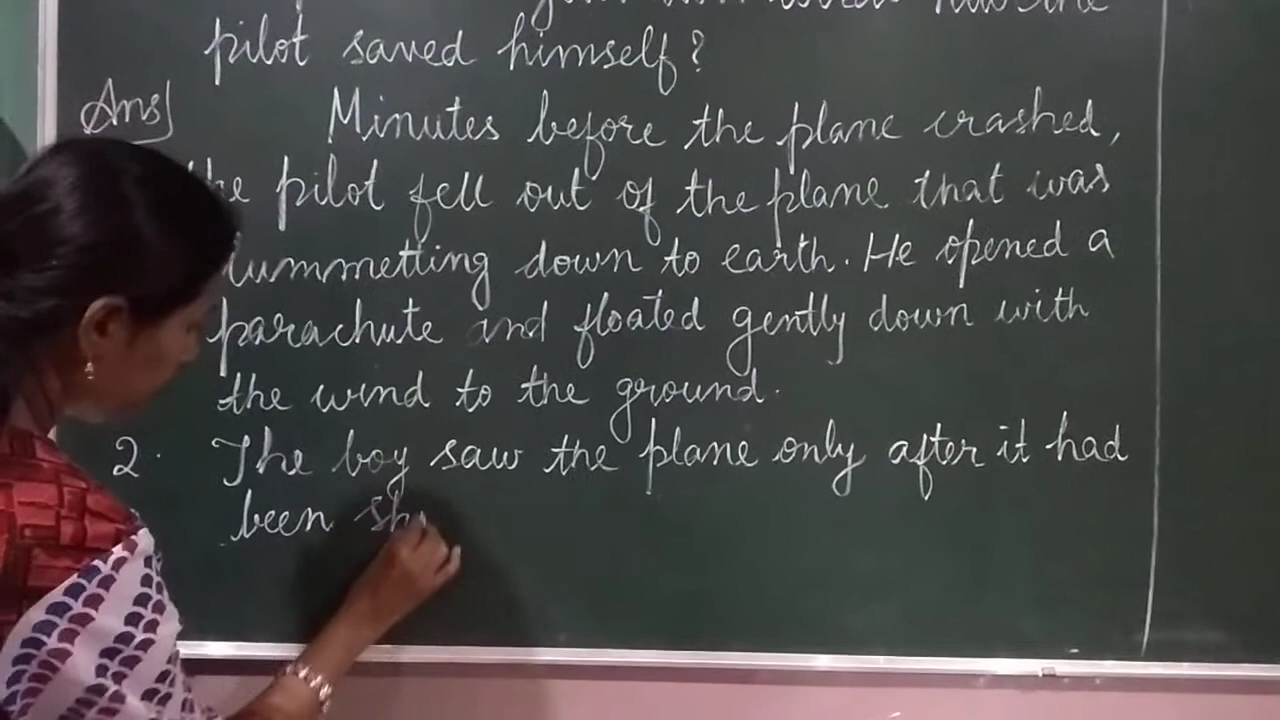 pilot saved himself?
Ans]
Minutes before the plane crashed,
pilot fell out of the plane that was
down to earth. He opened a
parachute and floated gently down with
the wind to the ground.
2. The boy saw the plane only after it had
been sh